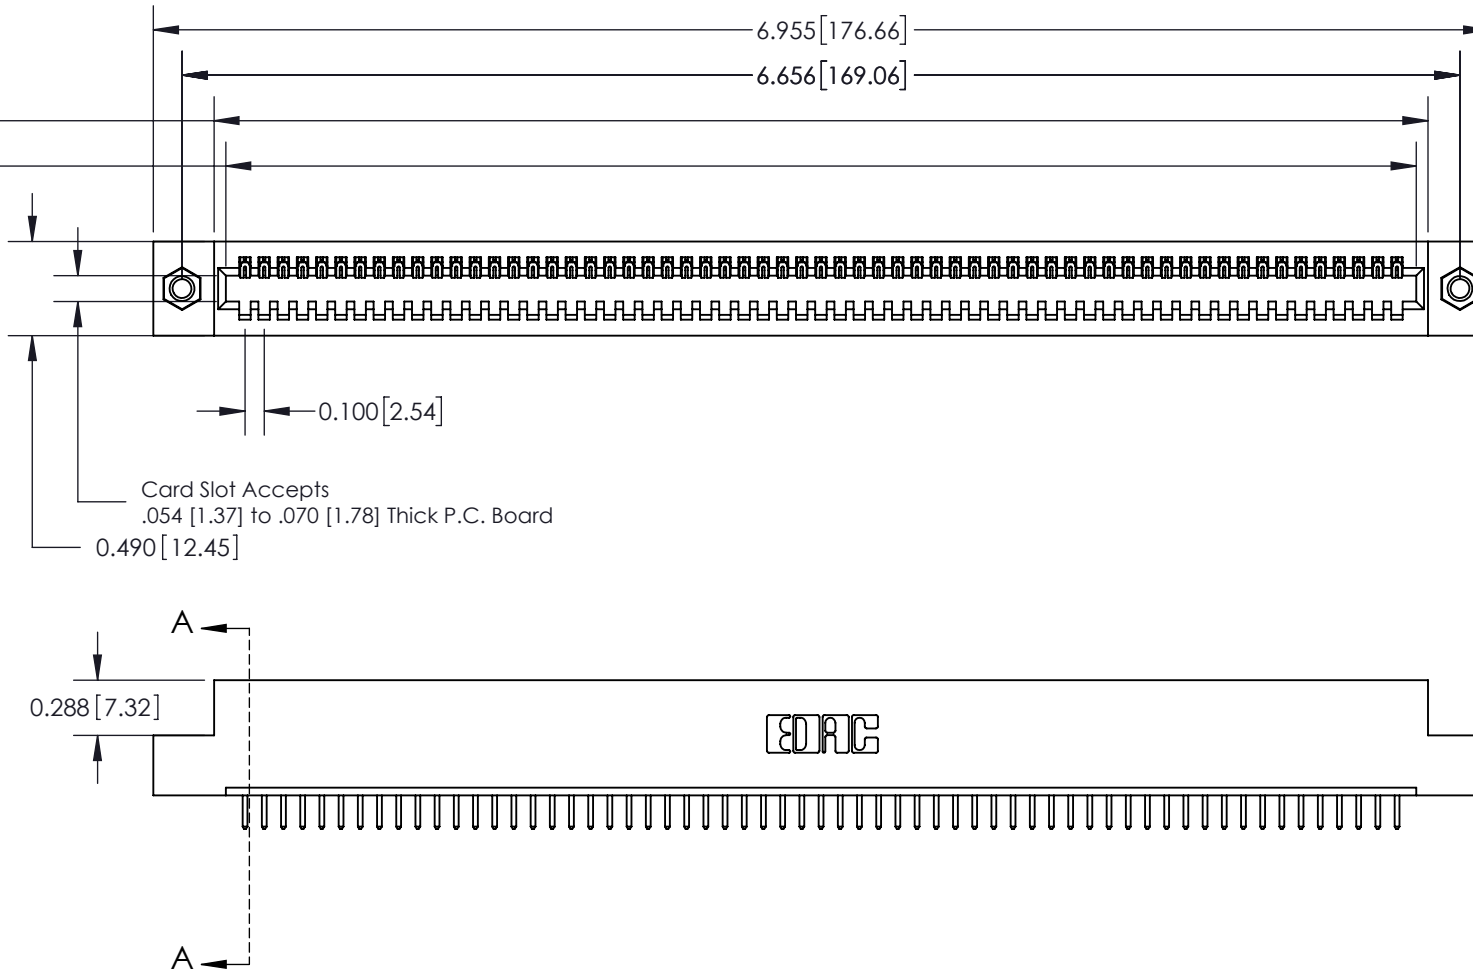 6.955[176.66]
6.656[169.06]
0.100[2.54]
Card Slot Accepts
.054 [1.37] to .070 [1.78] Thick P.C. Board
0.490[12.45]
A
0.288[7.32]
EDAC
A